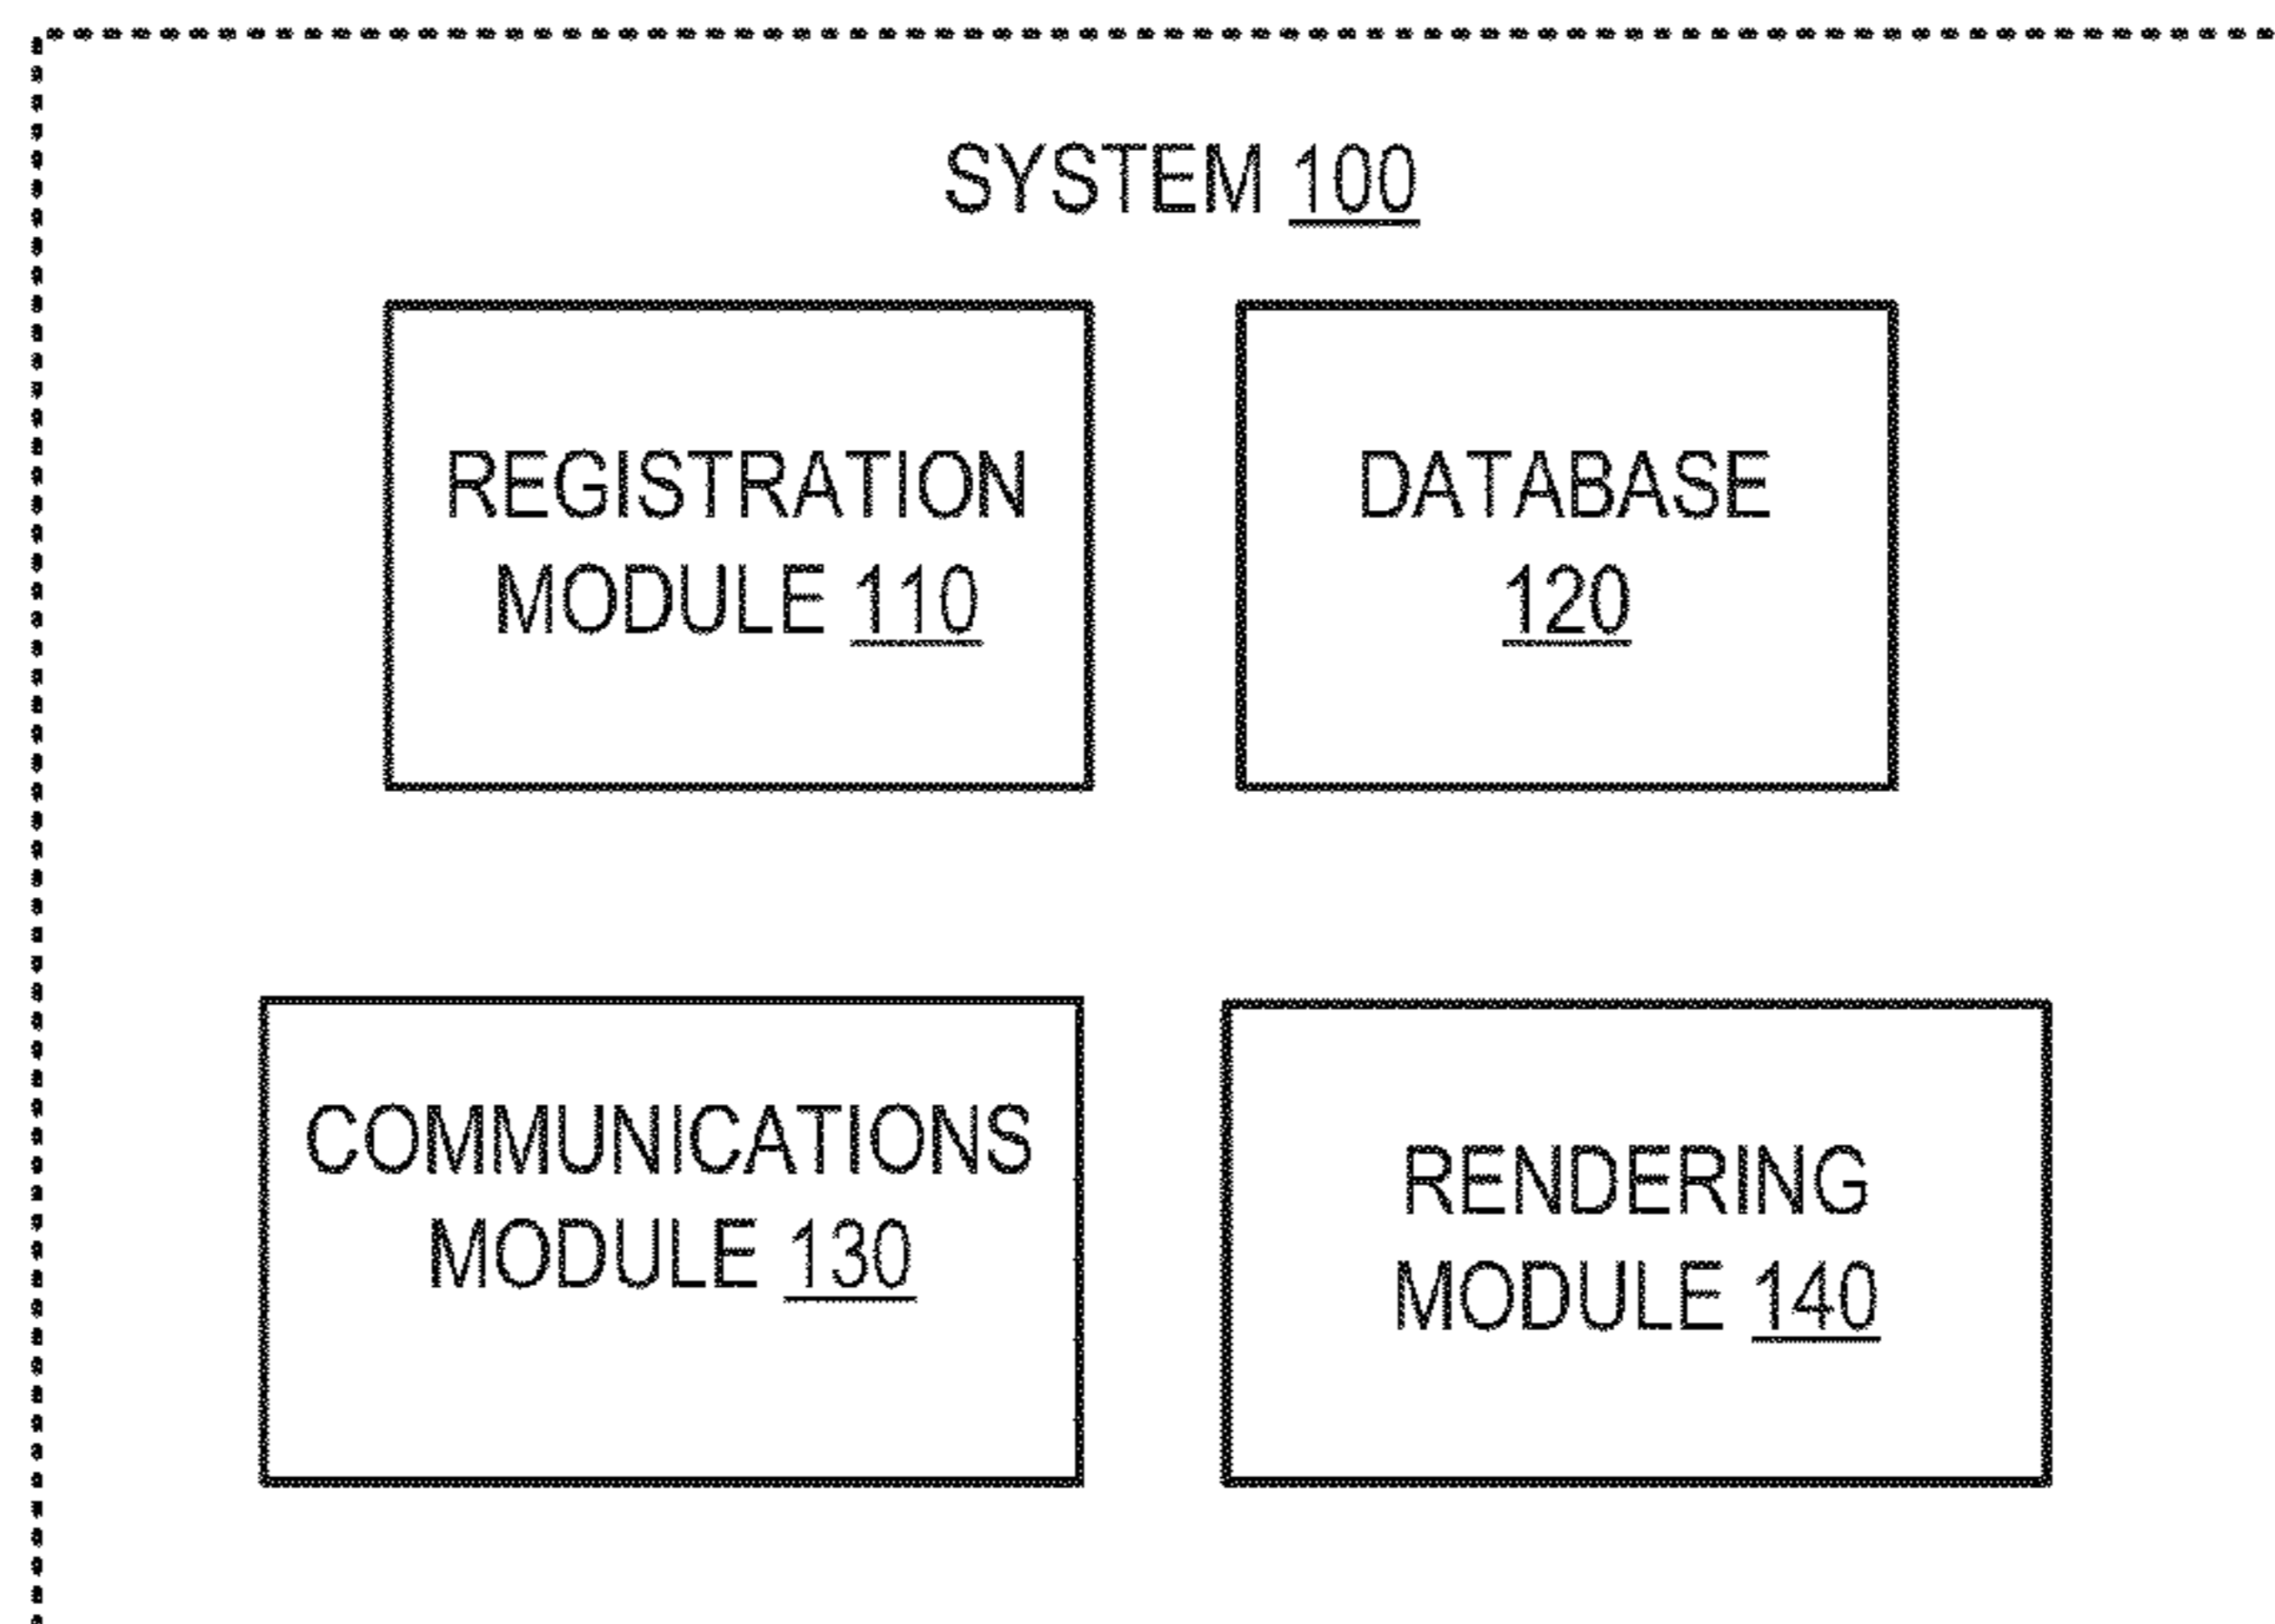 SYSTEM 100
REGISTRATION
MODULE 110
DATABASE
120
COMMUNICATIONS
MODULE 130
RENDERING
MODULE 140